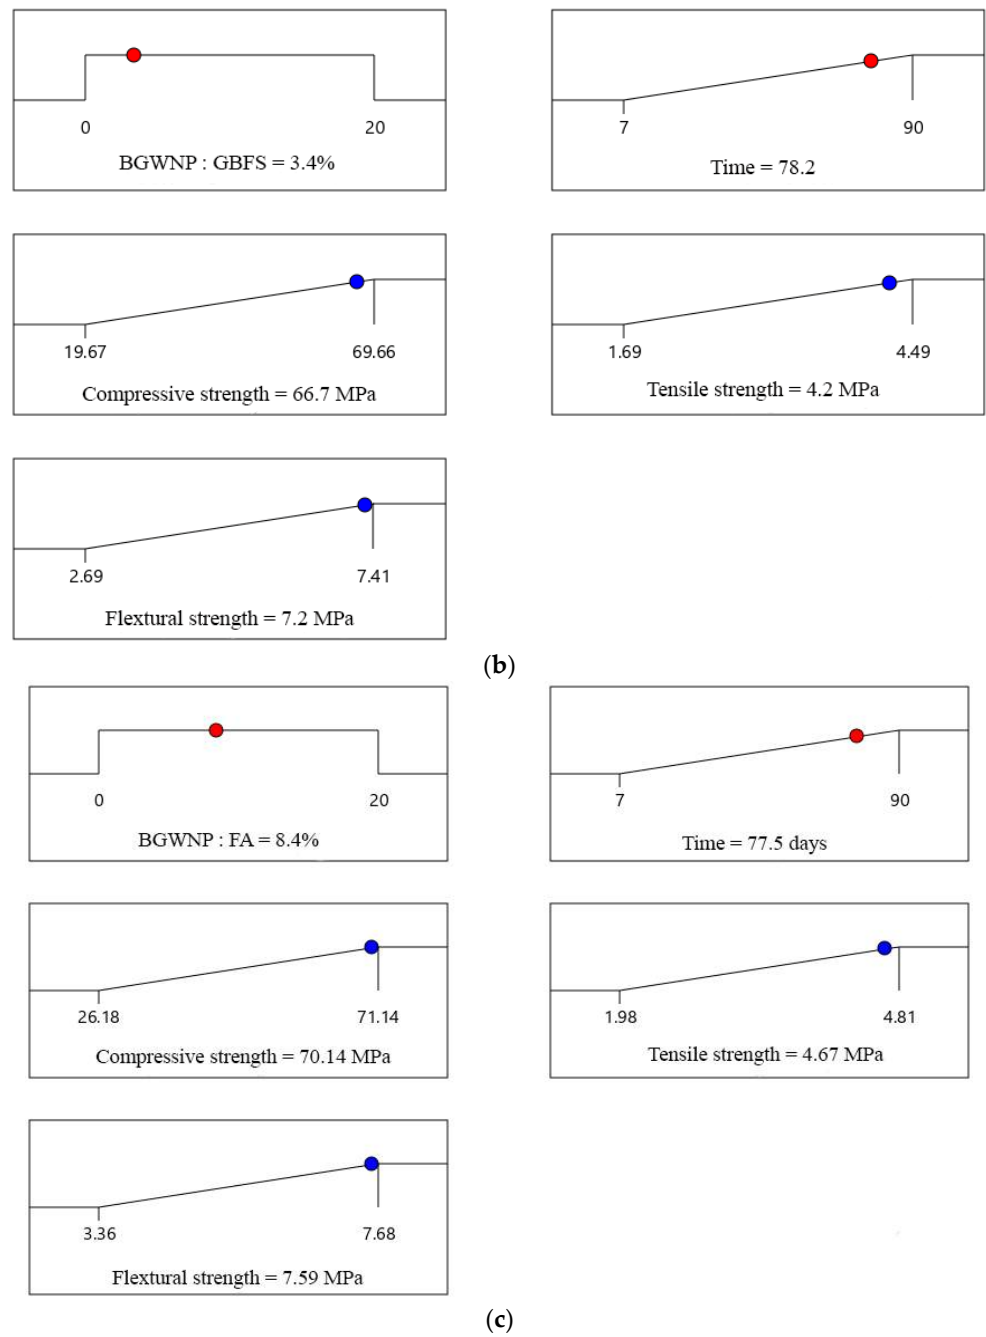 0 20
BGWNP : GBFS = 3.4%
7 90
Time = 78.2
19.67 69.66
Compressive strength = 66.7 MPa
1.69 4.49
Tensile strength = 4.2 MPa
2.69 7.41
Flextural strength = 7.2 MPa
(b)
0 20
BGWNP : FA = 8.4%
7 90
Time = 77.5 days
26.18 71.14
Compressive strength = 70.14 MPa
1.98 4.81
Tensile strength = 4.67 MPa
3.36 7.68
Flextural strength = 7.59 MPa
(c)